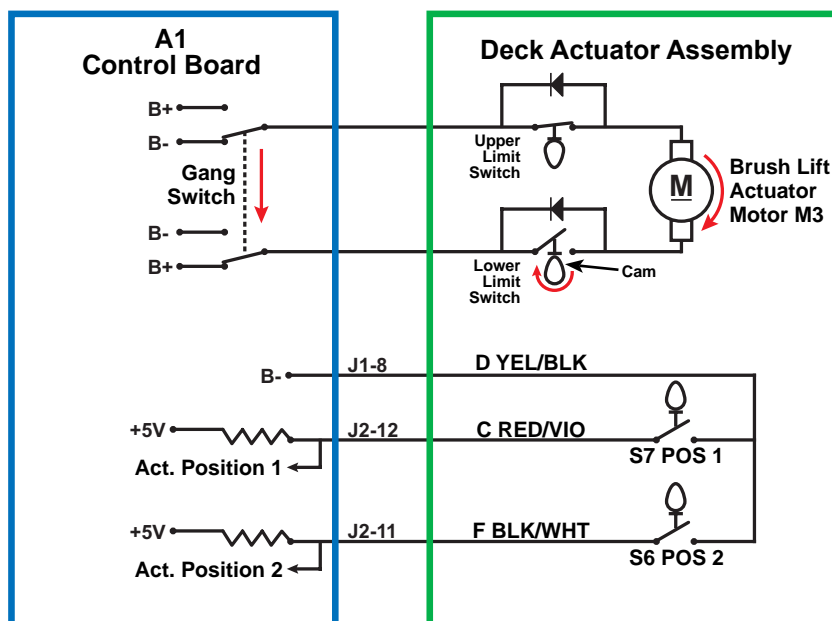 A1
Control Board
Deck Actuator Assembly
B+
B-
Gang
Switch
B-
B+
Upper
Limit
Switch
M
Brush Lift
Actuator
Motor M3
Lower
Limit
Switch
Cam
B-
J1-8
D YEL/BLK
+5V
J2-12
C RED/VIO
Act. Position 1
S7 POS 1
+5V
J2-11
F BLK/WHT
Act. Position 2
S6 POS 2